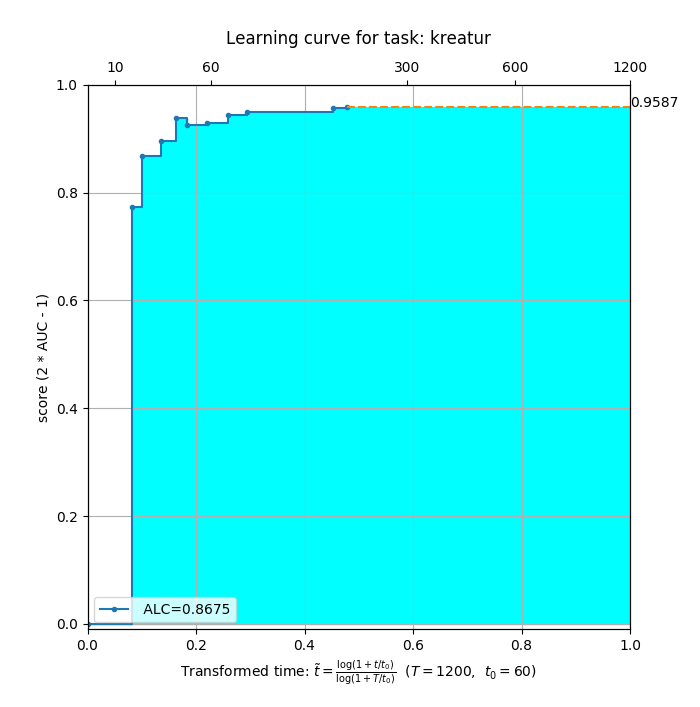 Learning curve for task: kreatur
10 60 300 600 1200
1.0
0.9587
0.8
0.6
0.4
0.2
0.0
score (2 * AUC - 1)
ALC=0.8675
0.0 0.2 0.4 0.6 0.8 1.0
Transformed time: t̃ = log(1 + t/t₀) / log(1 + T/t₀) (T = 1200, t₀ = 60)